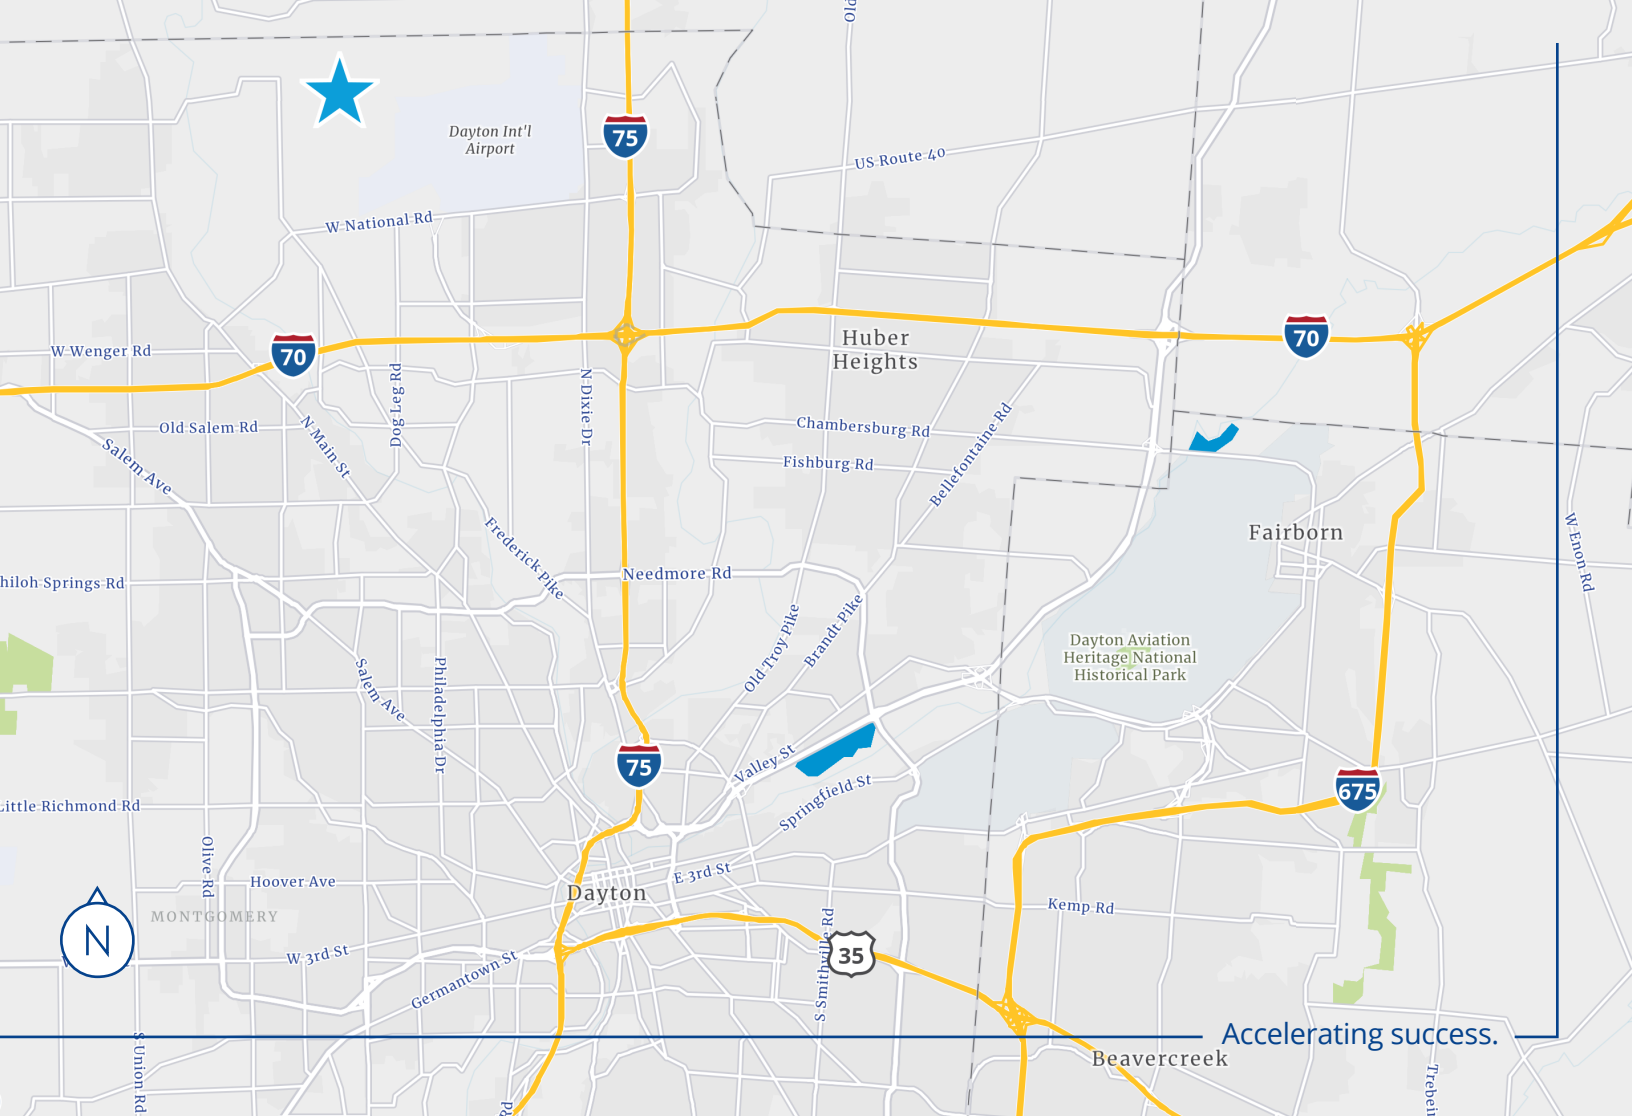 Old
75
Dayton Int'l
Airport
US Route 40
W National Rd
70
W Wenger Rd
70
Huber
Heights
N Dixie Dr
Dog Leg Rd
Old Salem Rd
N Main St
Salem Ave
Chambersburg Rd
Fishburg Rd
Bellefontaine Rd
Fairborn
W Enon Rd
Frederick Pike
Needmore Rd
hiloh Springs Rd
Old Troy Pike
Brandt Pike
Dayton Aviation
Heritage National
Historical Park
Salem Ave
Philadelphia Dr
75
Valley St
Springfield St
675
Little Richmond Rd
Olive Rd
Hoover Ave
E 3rd St
Dayton
MONTGOMERY
Kemp Rd
N
W 3rd St
Germantown St
S Smithville Rd
35
Accelerating success.
S Union Rd
Beavercreek
Trebei
Rd